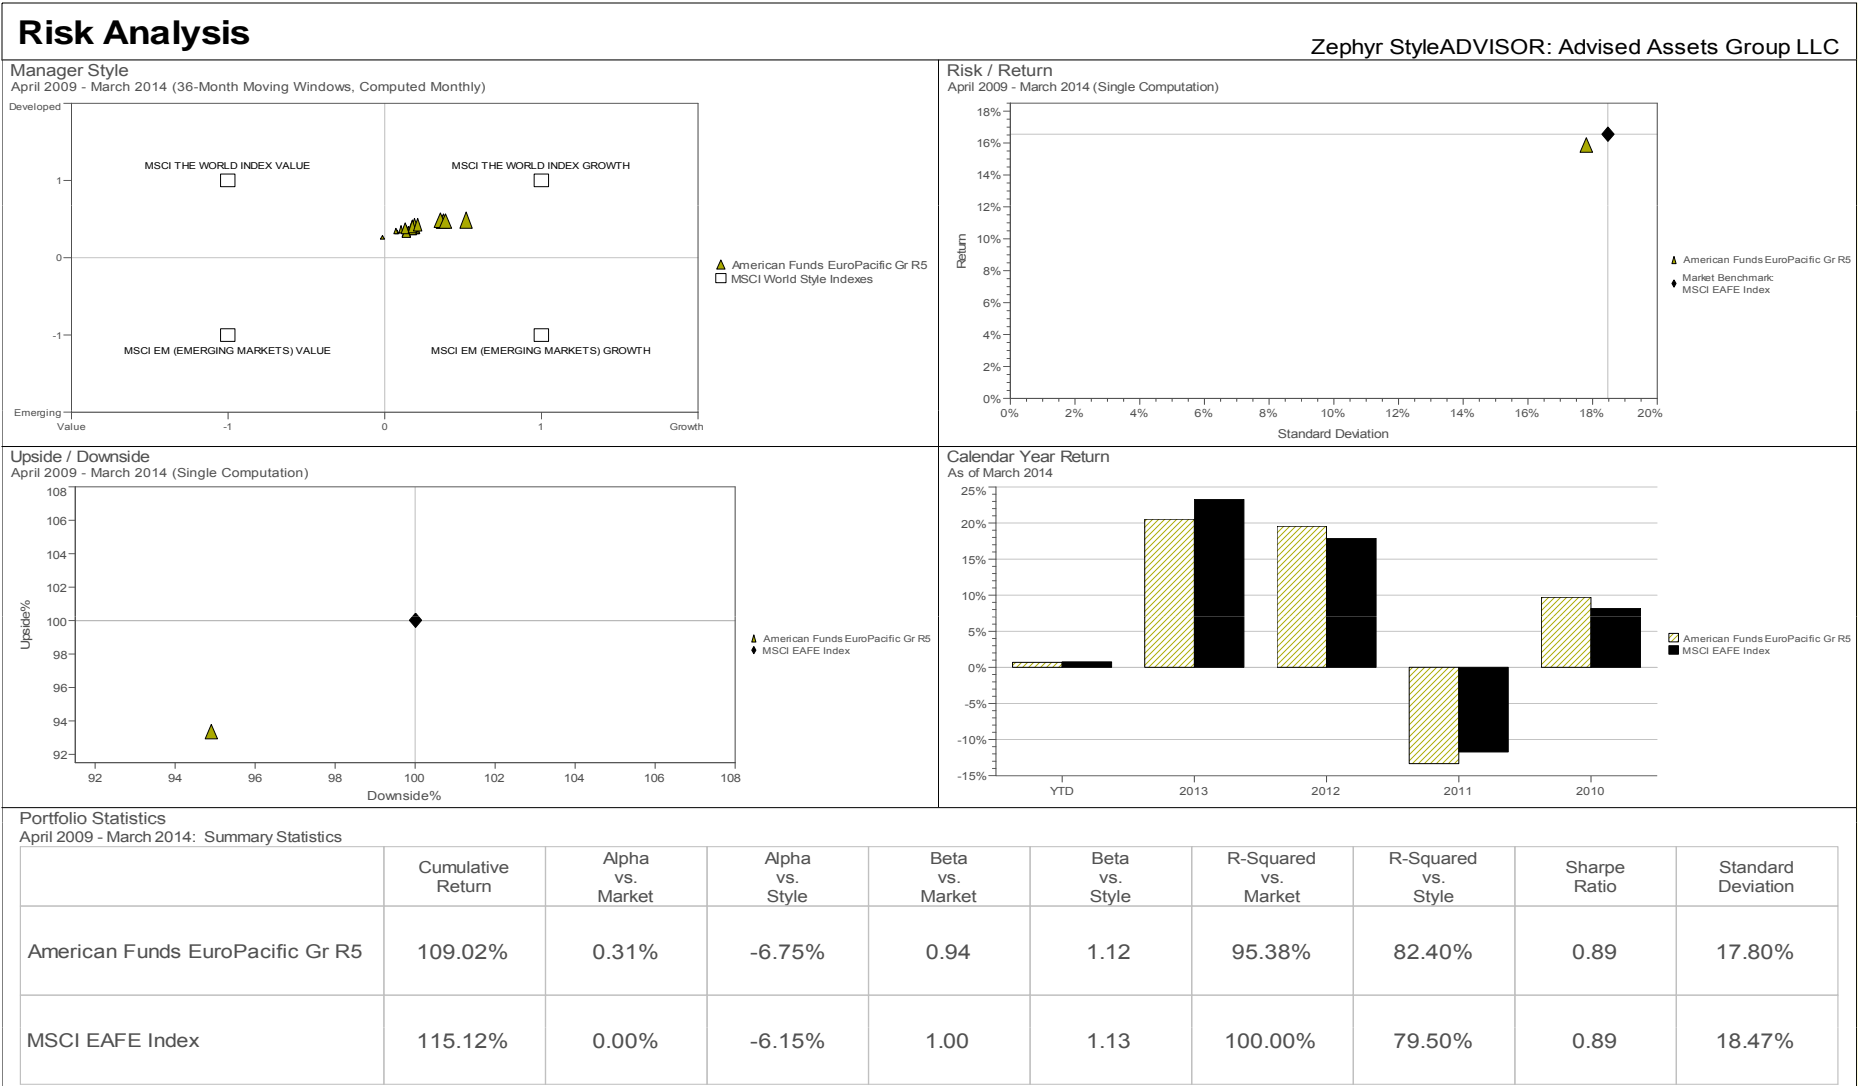 Risk Analysis
Zephyr StyleADVISOR: Advised Assets Group LLC
Manager Style
April 2009 - March 2014 (36-Month Moving Windows, Computed Monthly)
Developed
MSCI THE WORLD INDEX VALUE
MSCI THE WORLD INDEX GROWTH
1
0
-1
MSCI EM (EMERGING MARKETS) VALUE
MSCI EM (EMERGING MARKETS) GROWTH
Emerging
Value
-1
0
1
Growth
American Funds EuroPacific Gr R5
MSCI World Style Indexes
Risk / Return
April 2009 - March 2014 (Single Computation)
Return
18%
16%
14%
12%
10%
8%
6%
4%
2%
0%
0% 2% 4% 6% 8% 10% 12% 14% 16% 18% 20%
Standard Deviation
American Funds EuroPacific Gr R5
Market Benchmark:
MSCI EAFE Index
Upside / Downside
April 2009 - March 2014 (Single Computation)
Upside%
108
106
104
102
100
98
96
94
92
92 94 96 98 100 102 104 106 108
Downside%
American Funds EuroPacific Gr R5
MSCI EAFE Index
Calendar Year Return
As of March 2014
25%
20%
15%
10%
5%
0%
-5%
-10%
-15%
YTD 2013 2012 2011 2010
American Funds EuroPacific Gr R5
MSCI EAFE Index
Portfolio Statistics
April 2009 - March 2014: Summary Statistics
Cumulative Return
Alpha vs. Market
Alpha vs. Style
Beta vs. Market
Beta vs. Style
R-Squared vs. Market
R-Squared vs. Style
Sharpe Ratio
Standard Deviation
American Funds EuroPacific Gr R5 109.02% 0.31% -6.75% 0.94 1.12 95.38% 82.40% 0.89 17.80%
MSCI EAFE Index 115.12% 0.00% -6.15% 1.00 1.13 100.00% 79.50% 0.89 18.47%